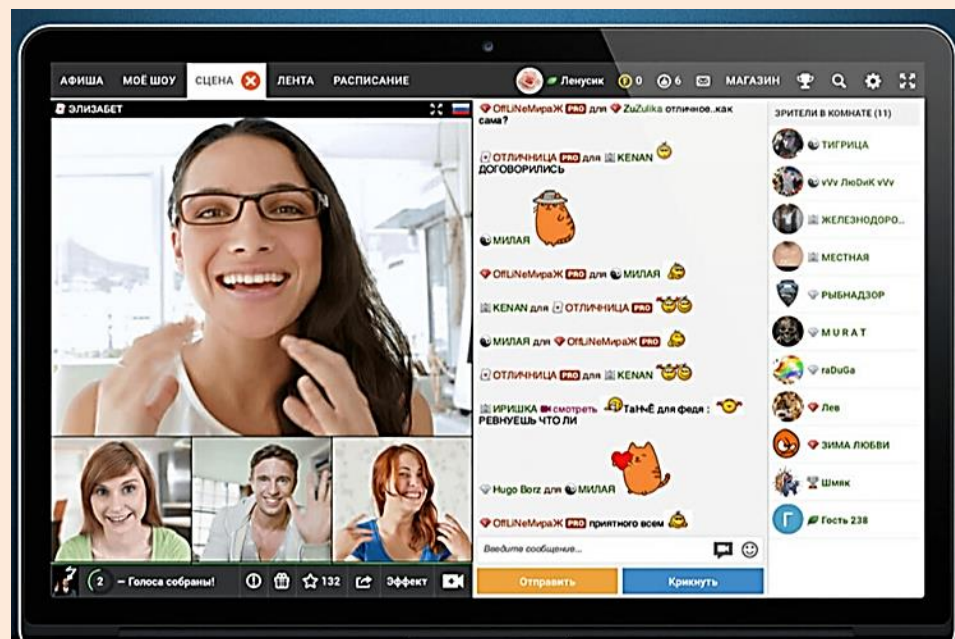 АФИША МОЁ ШОУ СЦЕНА ЛЕНТА РАСПИСАНИЕ Ленусик 0 6 МАГАЗИН
ЭЛИЗАБЕТ
OffLiNeМираЖ PRO для ZuZulika отличное..как
сама?
ОТЛИЧНИЦА PRO для KENAN
ДОГОВОРИЛИСЬ
МИЛАЯ
OffLiNeМираЖ PRO для МИЛАЯ
KENAN для ОТЛИЧНИЦА PRO
МИЛАЯ для OffLiNeМираЖ PRO
ОТЛИЧНИЦА PRO для KENAN
ИРИШКА смотреть ТаНчЁ для федя :
РЕВНУЕШЬ ЧТО ЛИ
Hugo Borz для МИЛАЯ
OffLiNeМираЖ PRO приятного всем
Введите сообщение...
Отправить Крикнуть
ЗРИТЕЛИ В КОМНАТЕ (11)
ТИГРИЦА
vVv ЛюDиК vVv
ЖЕЛЕЗНОДОРО...
МЕСТНАЯ
РЫБНАДЗОР
M U R A T
raDuGa
Лев
ЗИМА ЛЮБВИ
Шмяк
Г Гость 238
2 – Голоса собраны! 132 Эффект